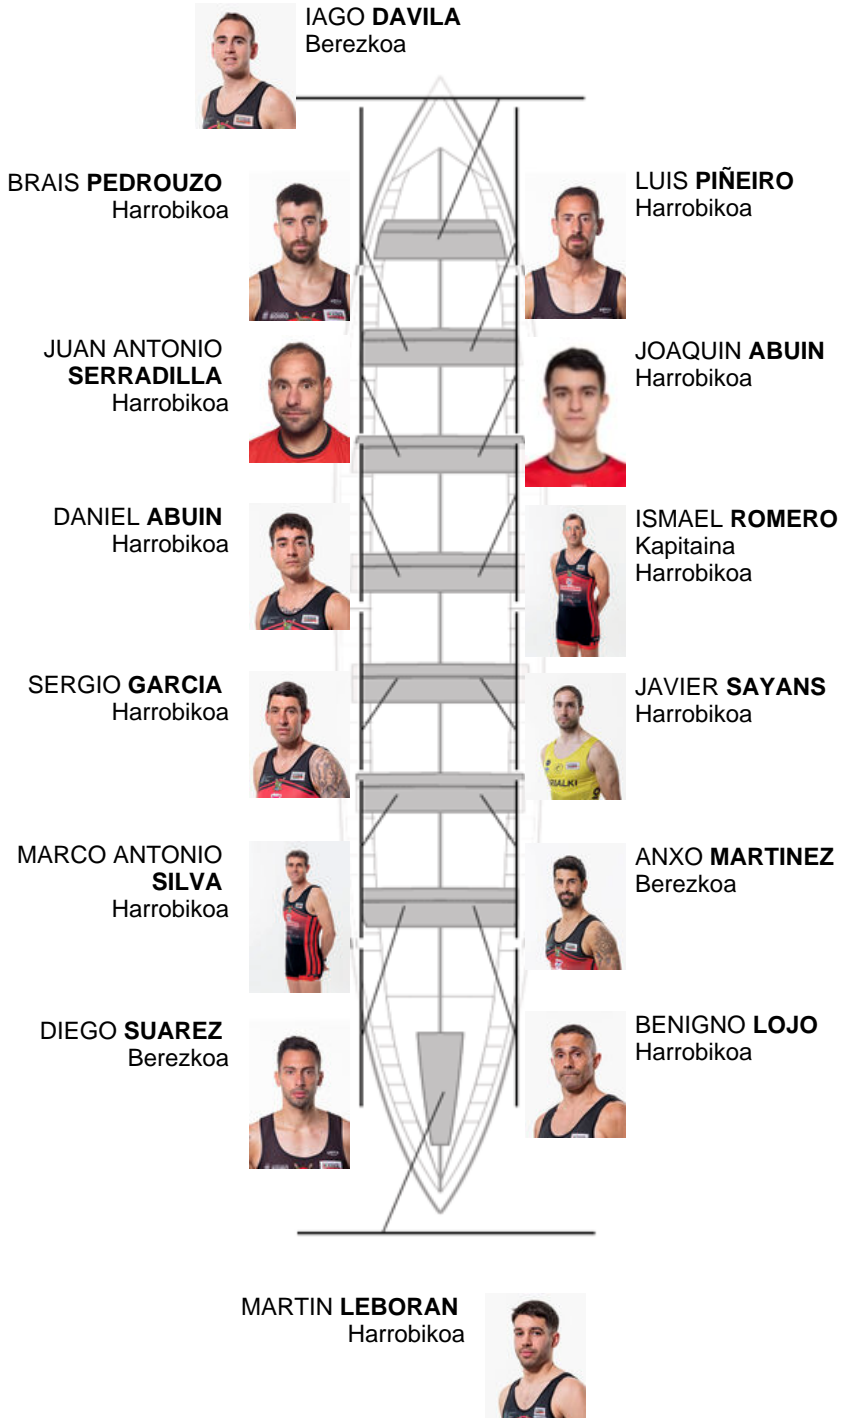 IAGO DAVILA
Berezkoa
BRAIS PEDROUZO
Harrobikoa
LUIS PIÑEIRO
Harrobikoa
JUAN ANTONIO
SERRADILLA
Harrobikoa
JOAQUIN ABUIN
Harrobikoa
DANIEL ABUIN
Harrobikoa
ISMAEL ROMERO
Kapitaina
Harrobikoa
SERGIO GARCIA
Harrobikoa
JAVIER SAYANS
Harrobikoa
MARCO ANTONIO
SILVA
Harrobikoa
ANXO MARTINEZ
Berezkoa
DIEGO SUAREZ
Berezkoa
BENIGNO LOJO
Harrobikoa
MARTIN LEBORAN
Harrobikoa